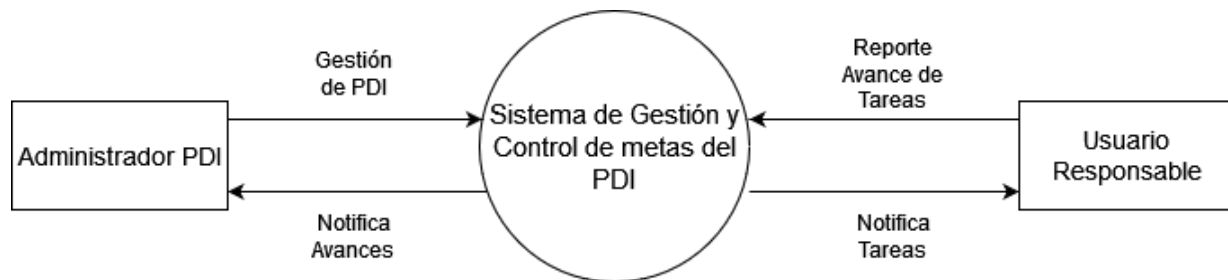 Gestión
de PDI
Administrador PDI
Notifica
Avances
Sistema de Gestión y
Control de metas del
PDI
Reporte
Avance de
Tareas
Usuario
Responsable
Notifica
Tareas